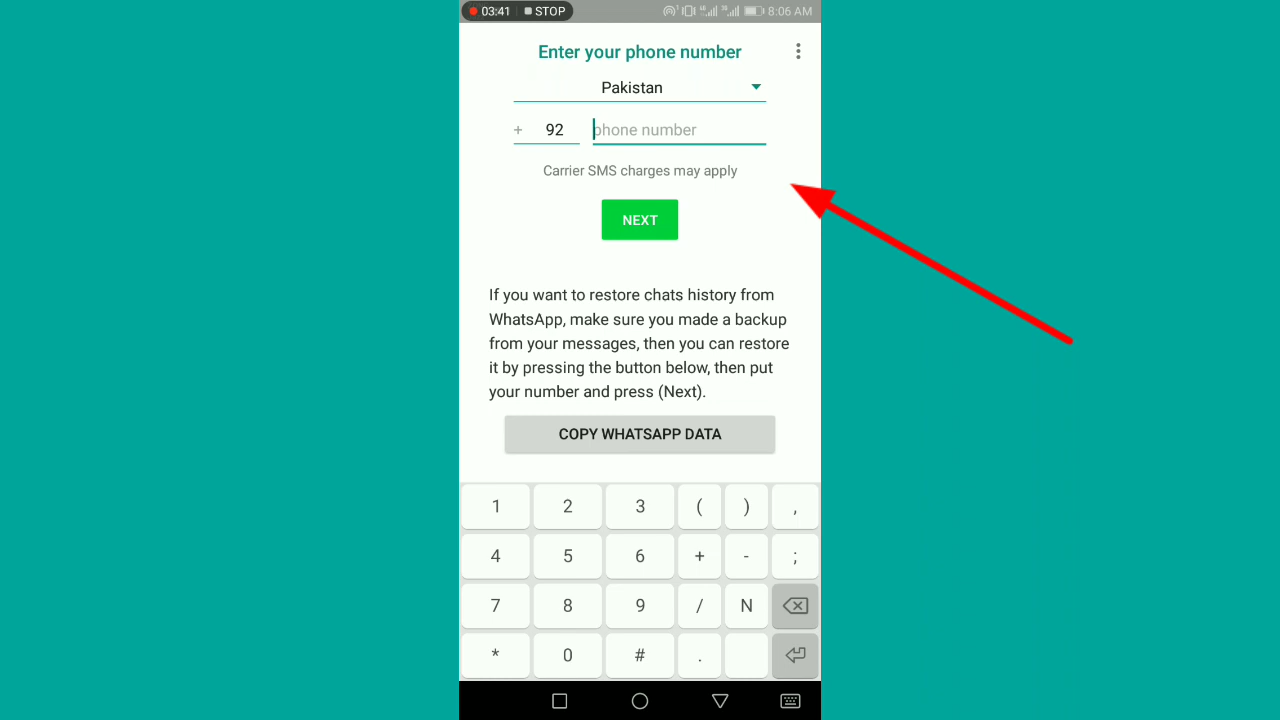 03:41 STOP 8:06 AM
Enter your phone number
Pakistan
+ 92 phone number
Carrier SMS charges may apply
NEXT
If you want to restore chats history from
WhatsApp, make sure you made a backup
from your messages, then you can restore
it by pressing the button below, then put
your number and press (Next).
COPY WHATSAPP DATA
1 2 3 ( ) ,
4 5 6 + - ;
7 8 9 / N
* 0 # .